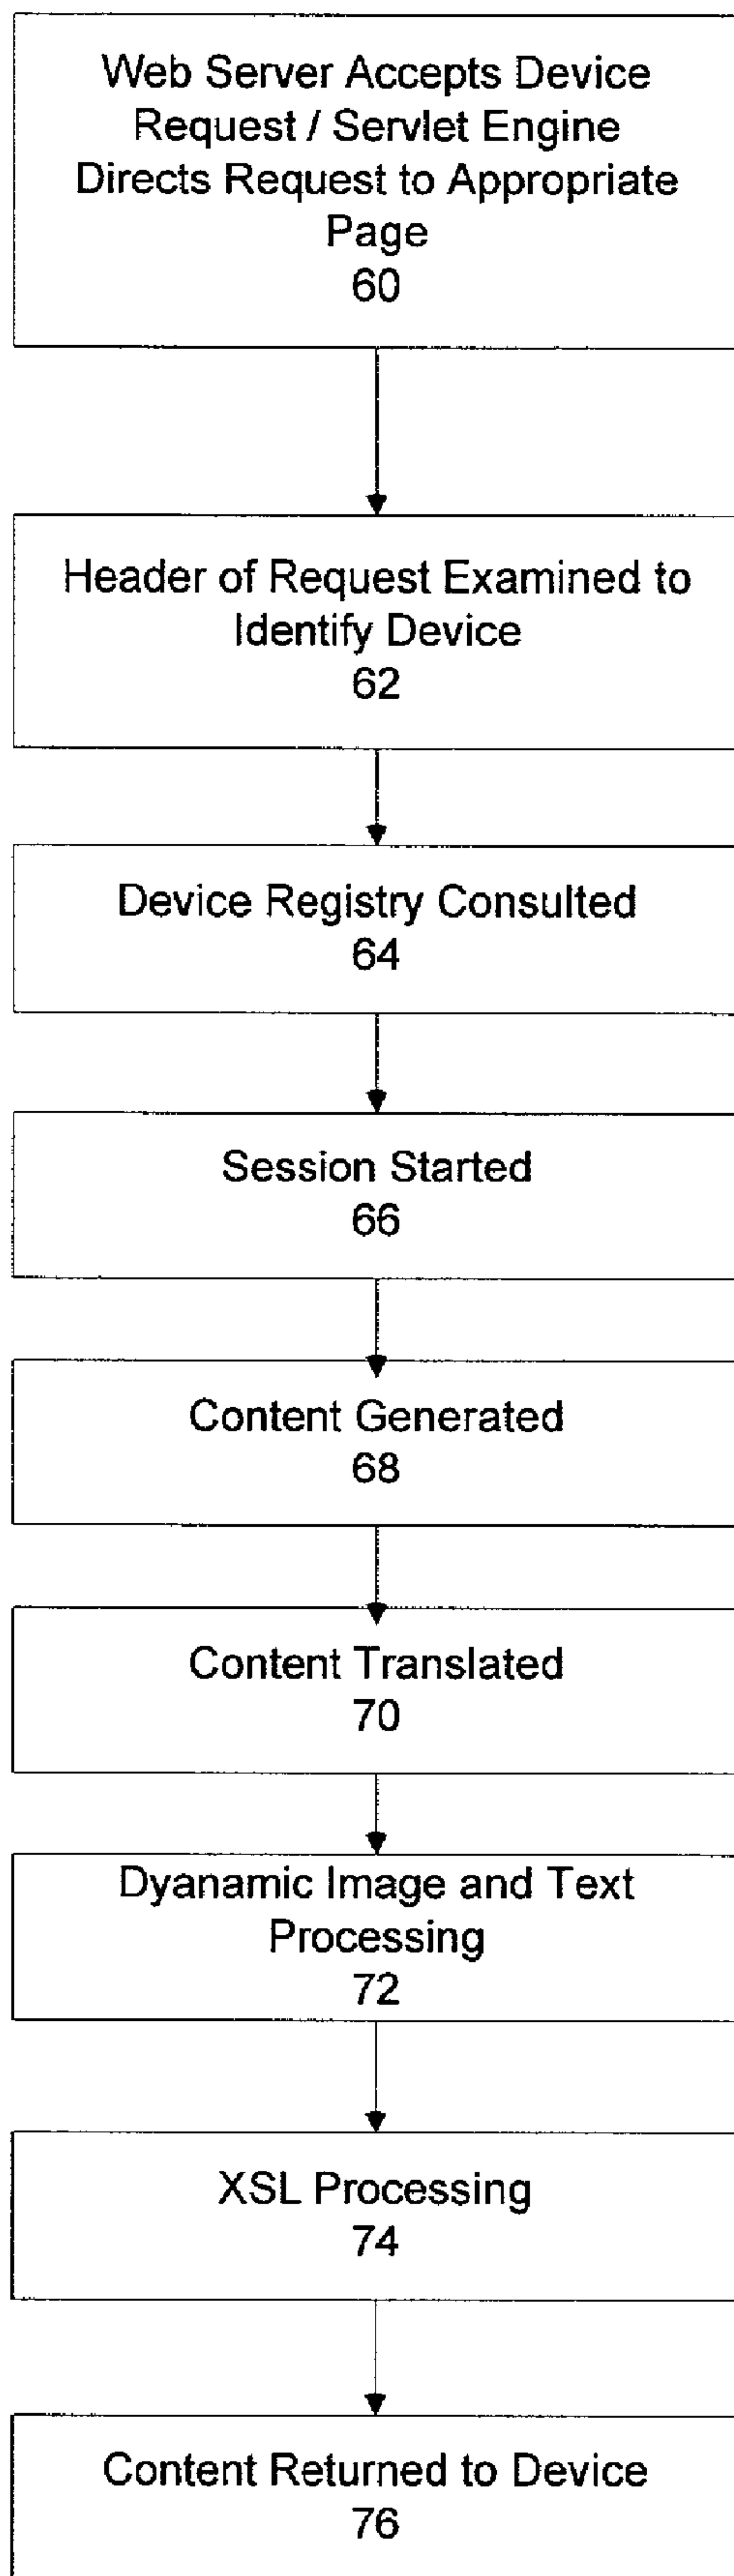 Web Server Accepts Device
Request / Servlet Engine
Directs Request to Appropriate
Page
60
Header of Request Examined to
Identify Device
62
Device Registry Consulted
64
Session Started
66
Content Generated
68
Content Translated
70
Dyanamic Image and Text
Processing
72
XSL Processing
74
Content Returned to Device
76